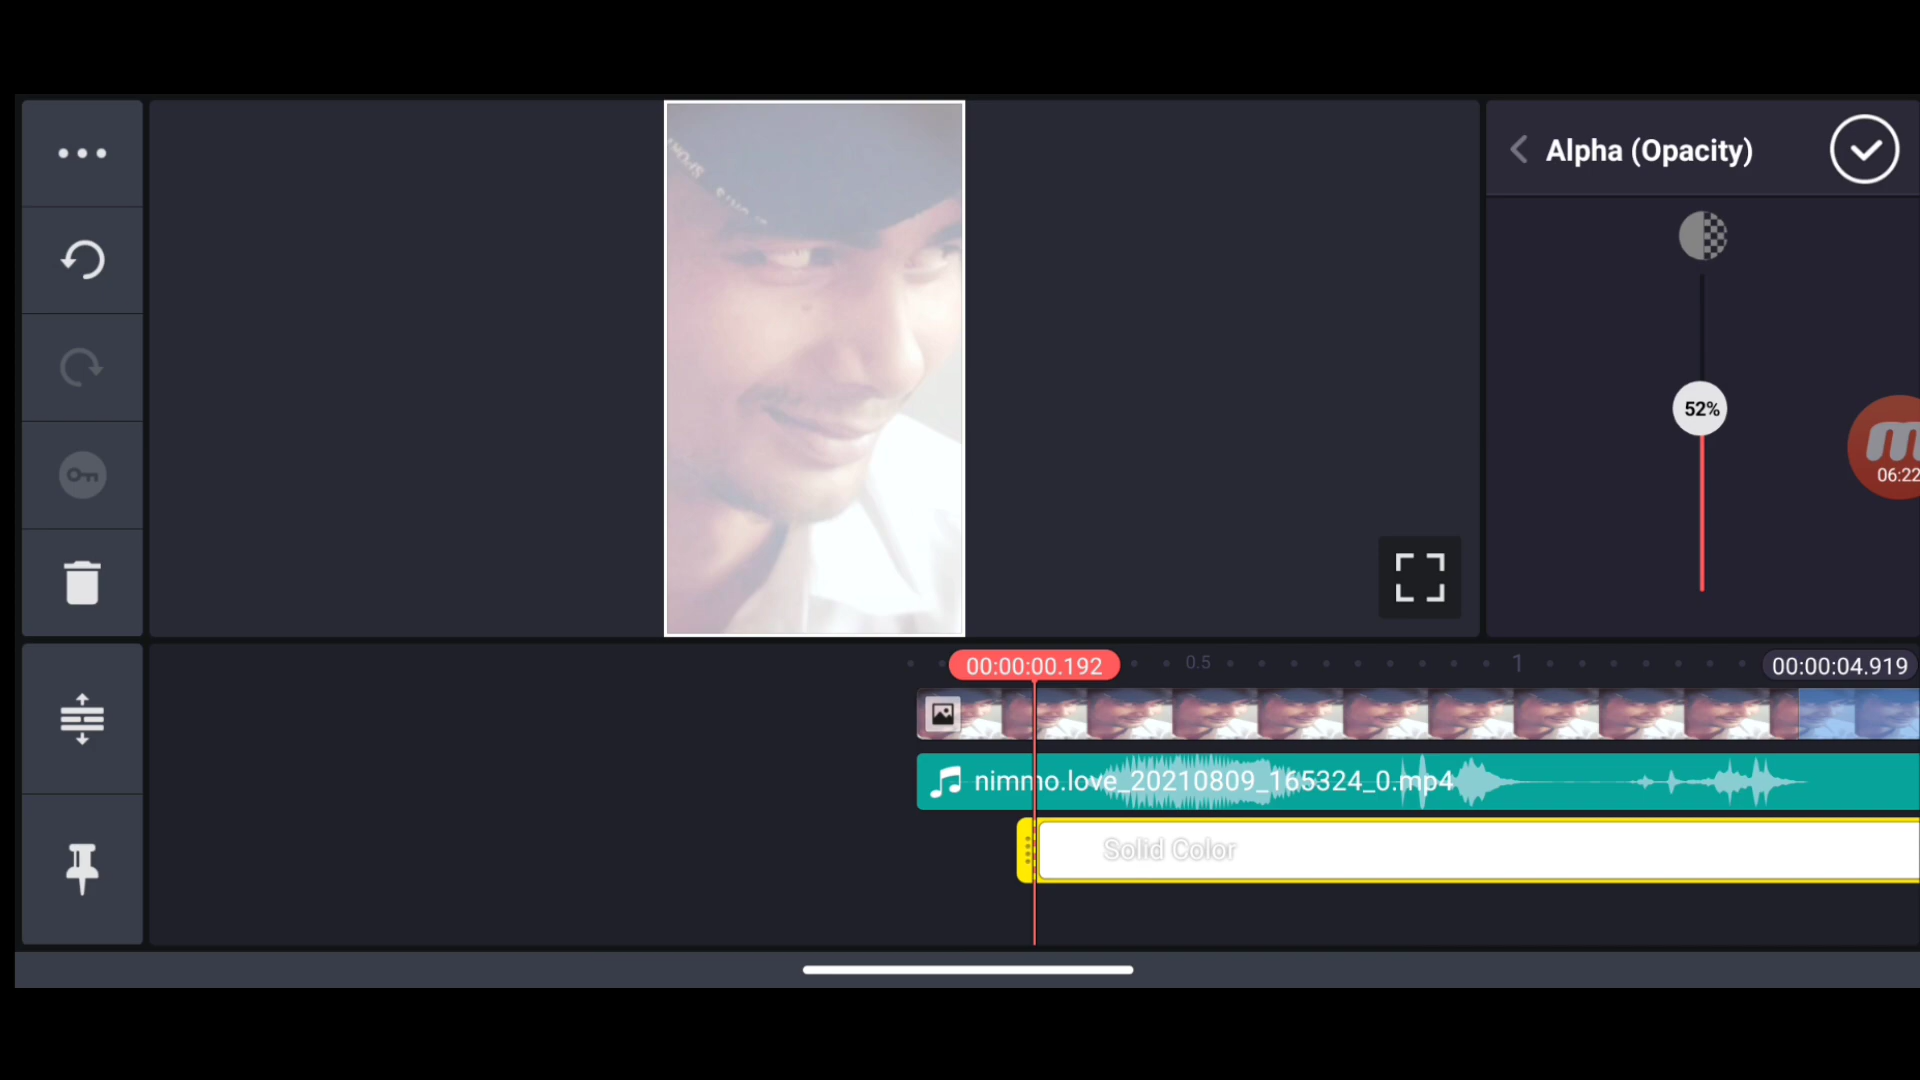 Alpha (Opacity)
52%
06:22
00:00:00.192
0.5
1
00:00:04.919
nimmo.love_20210809_165324_0.mp4
Solid Color